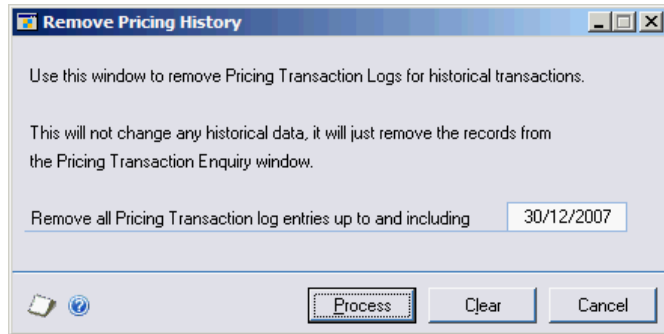 Remove Pricing History
Use this window to remove Pricing Transaction Logs for historical transactions.
This will not change any historical data, it will just remove the records from
the Pricing Transaction Enquiry window.
Remove all Pricing Transaction log entries up to and including 30/12/2007
Process Clear Cancel